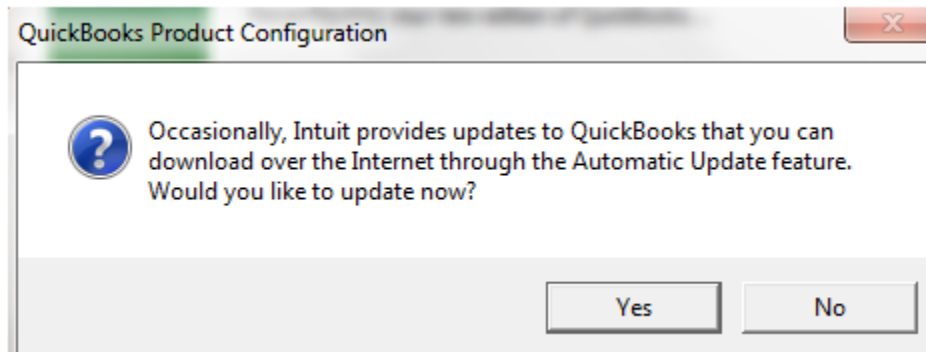 QuickBooks Product Configuration
Occasionally, Intuit provides updates to QuickBooks that you can
download over the Internet through the Automatic Update feature.
Would you like to update now?
Yes
No